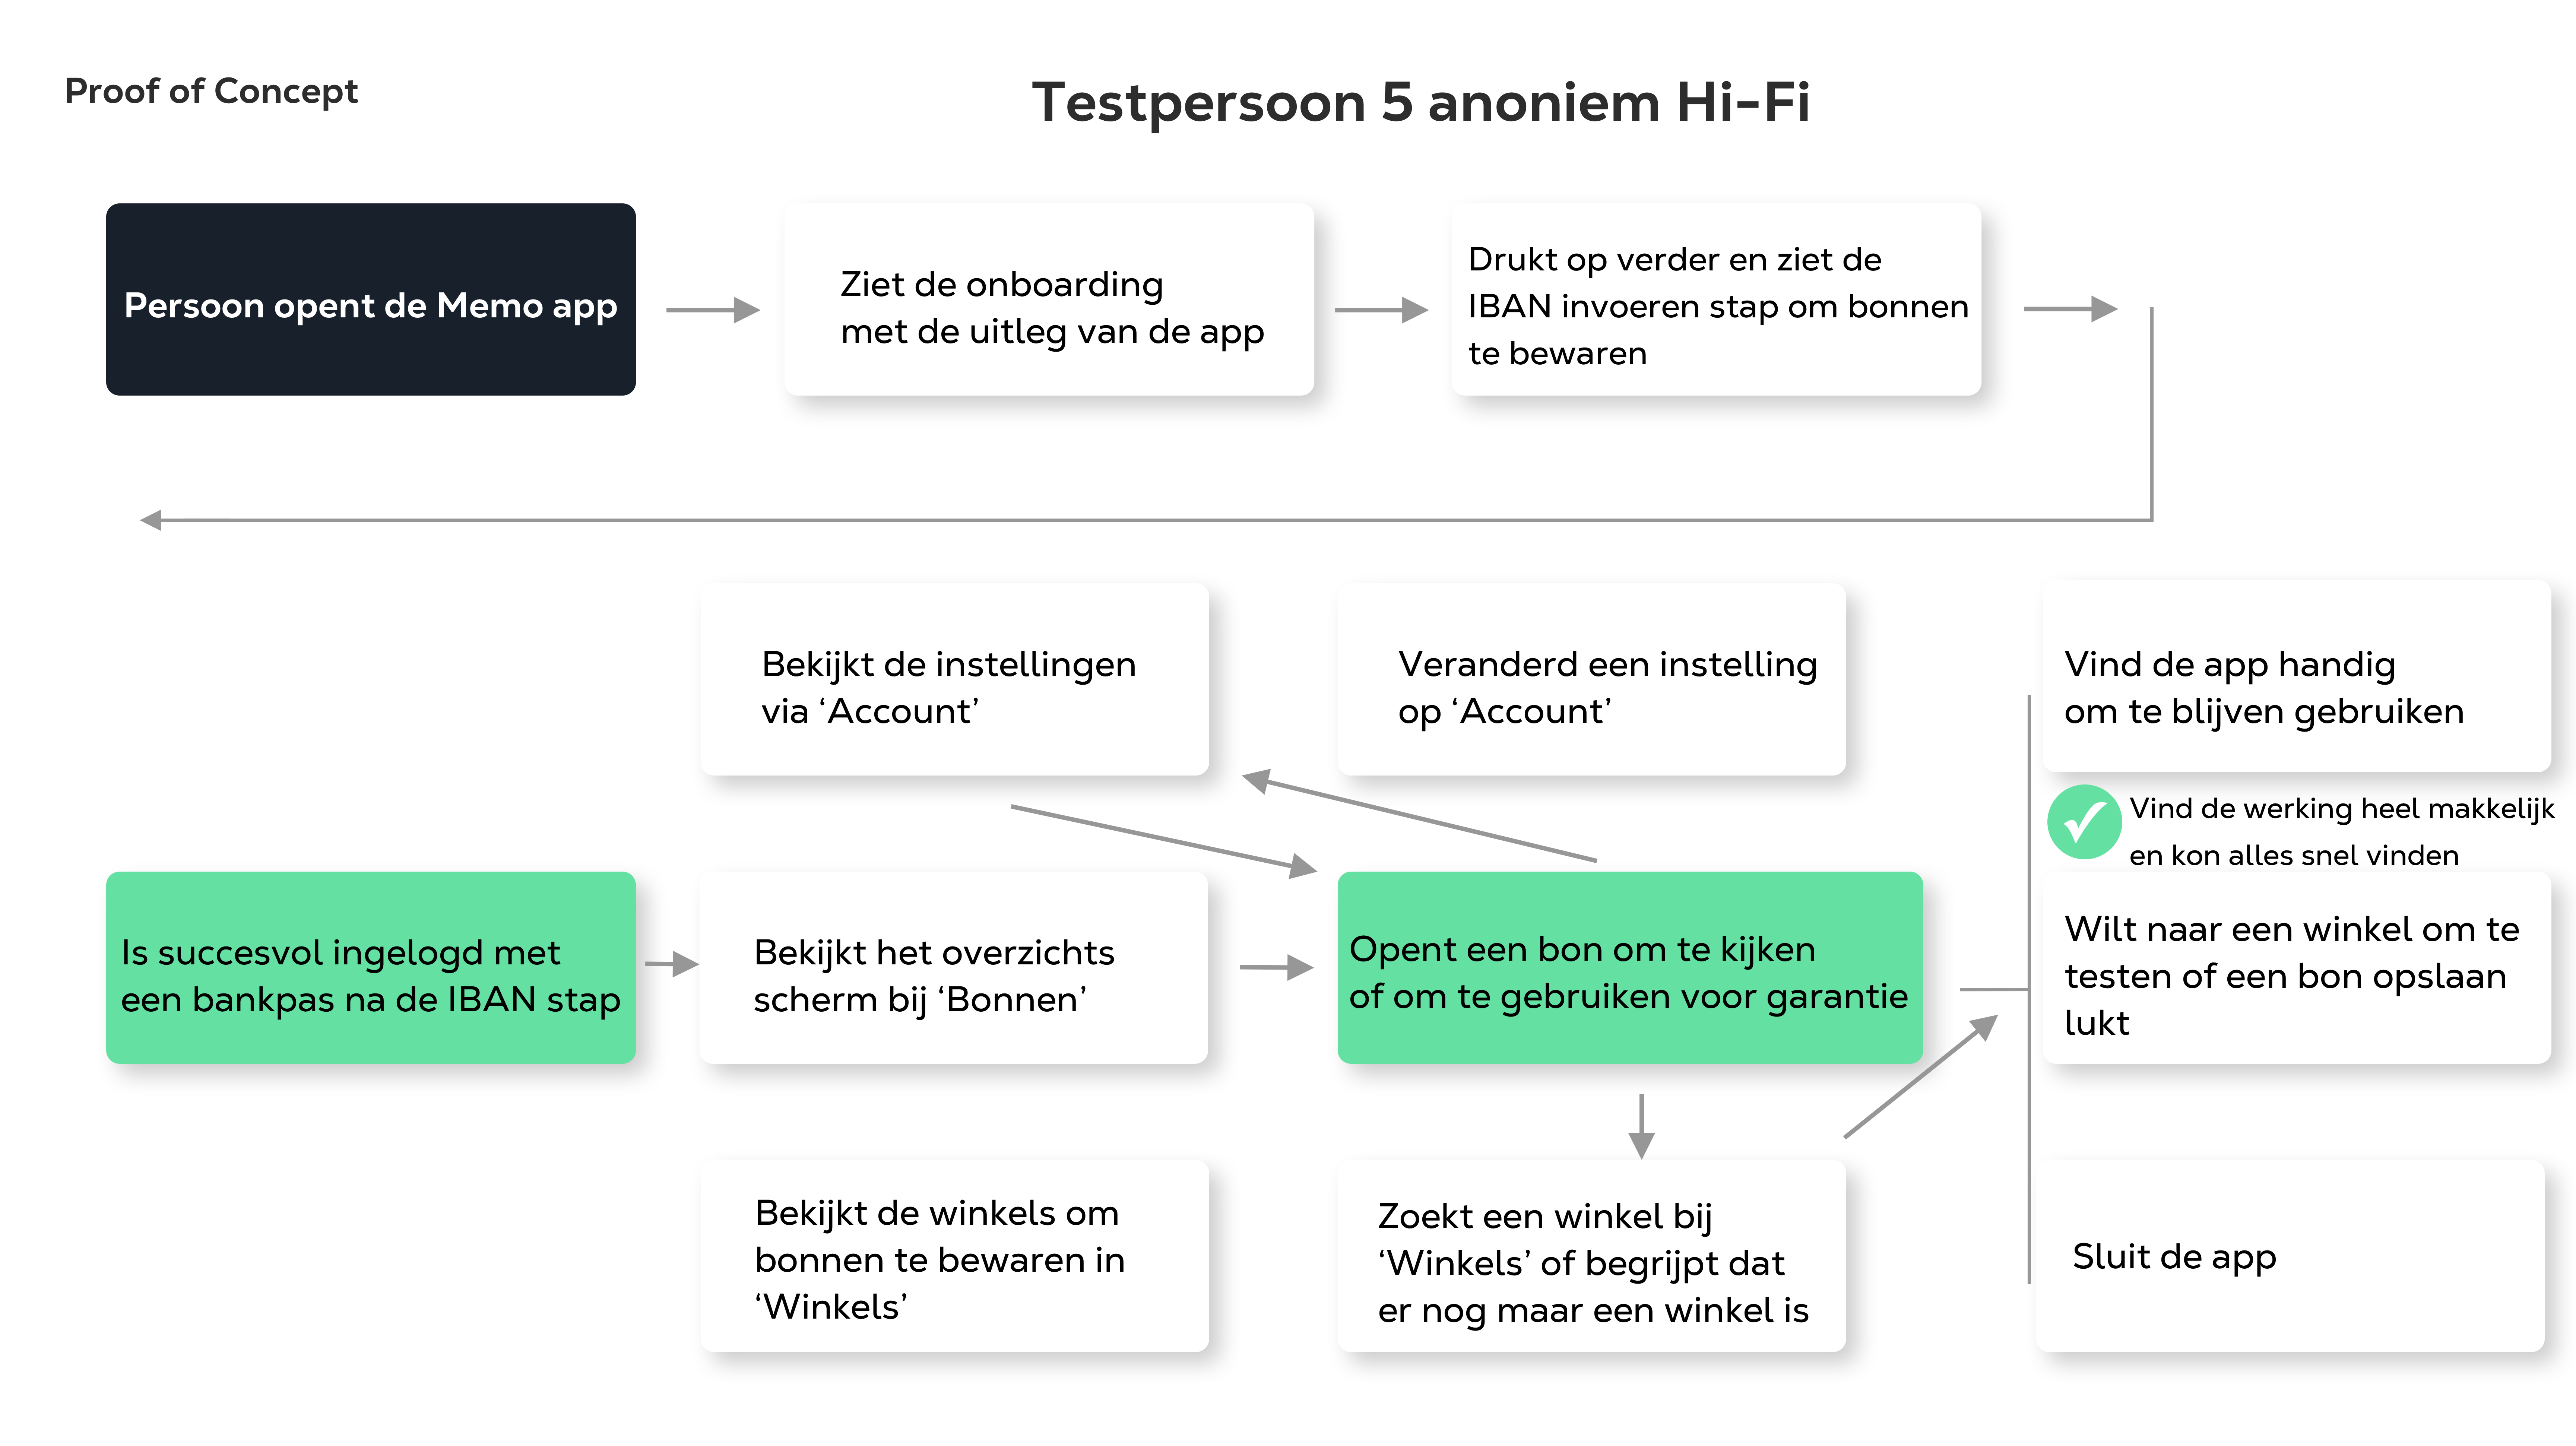 Proof of Concept
Testpersoon 5 anoniem Hi-Fi
Persoon opent de Memo app
Ziet de onboarding
met de uitleg van de app
Drukt op verder en ziet de
IBAN invoeren stap om bonnen
te bewaren
Bekijkt de instellingen
via ‘Account’
Veranderd een instelling
op ‘Account’
Vind de app handig
om te blijven gebruiken
Vind de werking heel makkelijk
en kon alles snel vinden
Is succesvol ingelogd met
een bankpas na de IBAN stap
Bekijkt het overzichts
scherm bij ‘Bonnen’
Opent een bon om te kijken
of om te gebruiken voor garantie
Wilt naar een winkel om te
testen of een bon opslaan
lukt
Bekijkt de winkels om
bonnen te bewaren in
‘Winkels’
Zoekt een winkel bij
‘Winkels’ of begrijpt dat
er nog maar een winkel is
Sluit de app